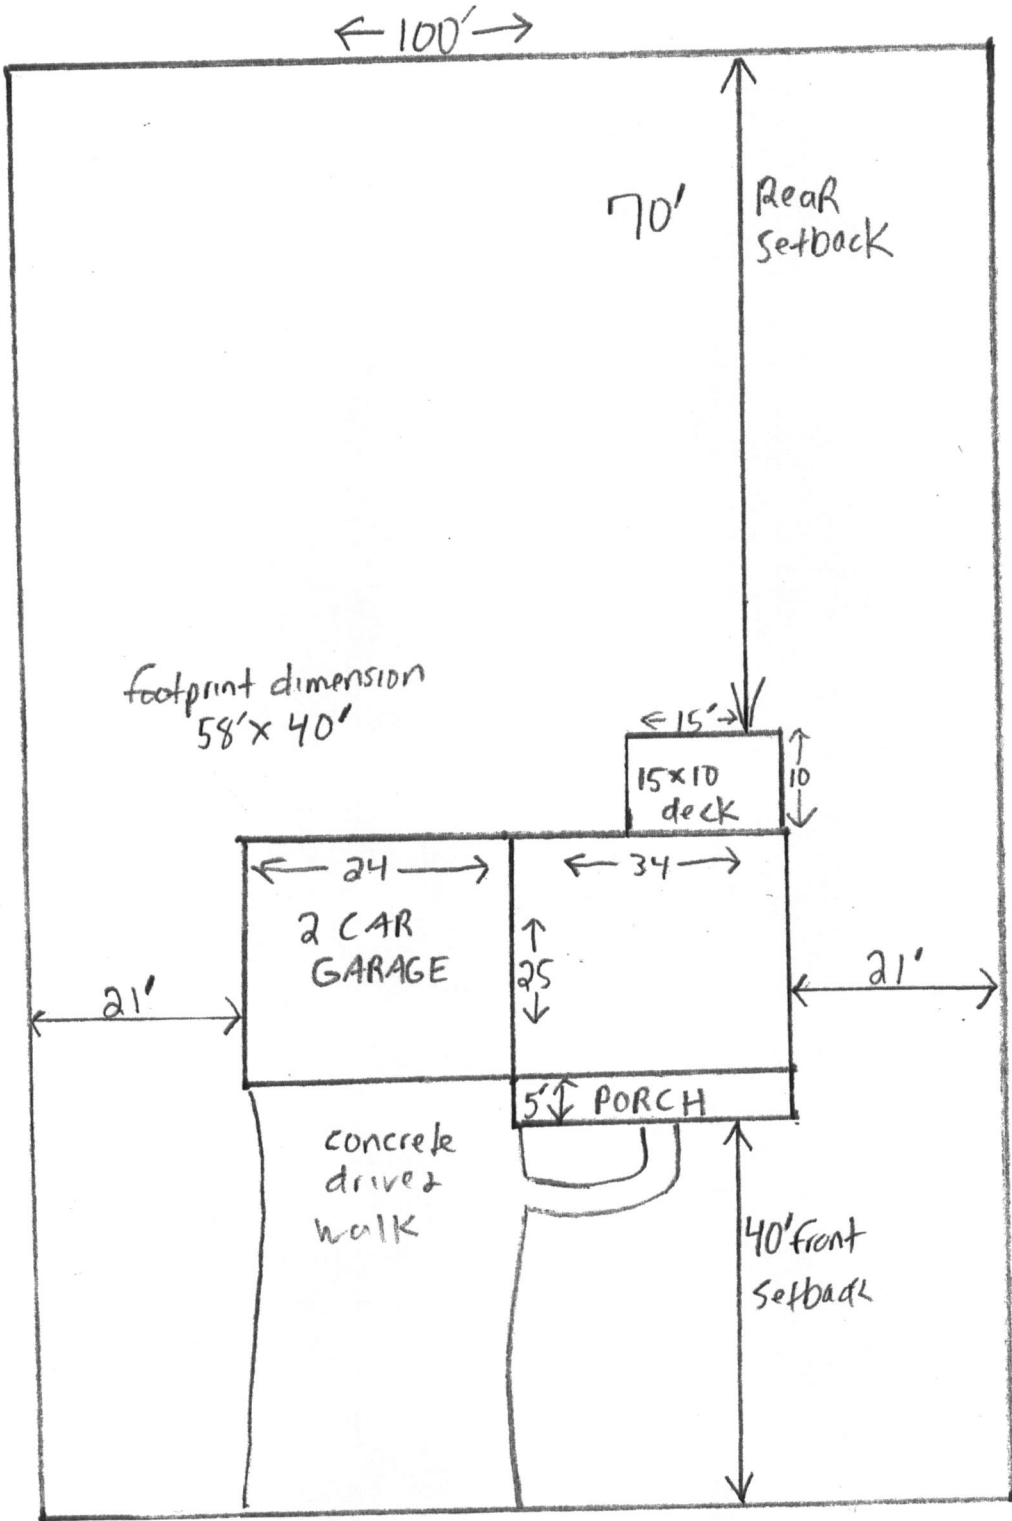 100'
70'
Rear
setback
footprint dimension
58'x 40'
15'
15x10
deck
10
24
34
2 CAR
GARAGE
25
21'
21'
5' PORCH
concrete
drive &
walk
40' front
setback